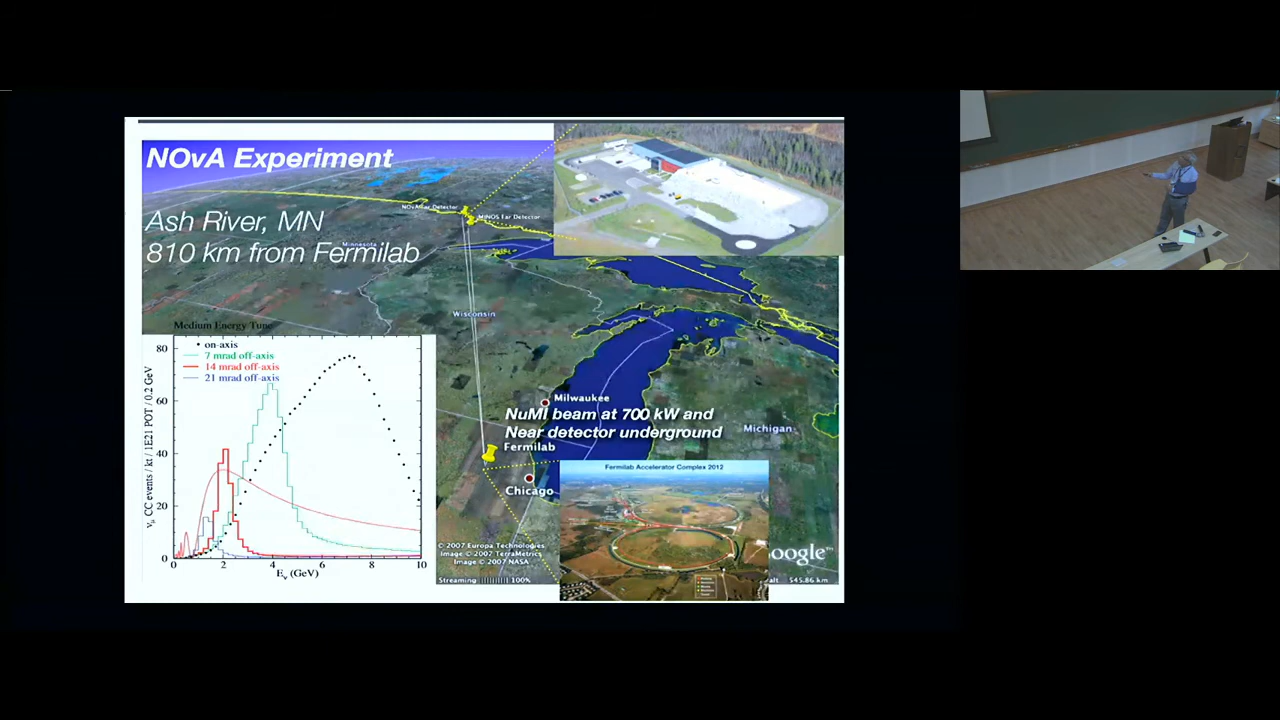 NOvA Experiment
Ash River, MN
810 km from Fermilab
NOvA Far Detector
MINOS Far Detector
Minnesota
Wisconsin
Medium Energy Tune
on-axis
7 mrad off-axis
14 mrad off-axis
21 mrad off-axis
80
60
40
20
0
0
2
4
6
8
10
νμ CC events / kt / 1E21 POT / 0.2 GeV
Eν (GeV)
Milwaukee
NuMI beam at 700 kW and
Near detector underground
Michigan
Fermilab
Chicago
Fermilab Accelerator Complex 2012
© 2007 Europa Technologies
Image © 2007 TerraMetrics
Image © 2007 NASA
Streaming 100%
oogle™
alt 545.86 km